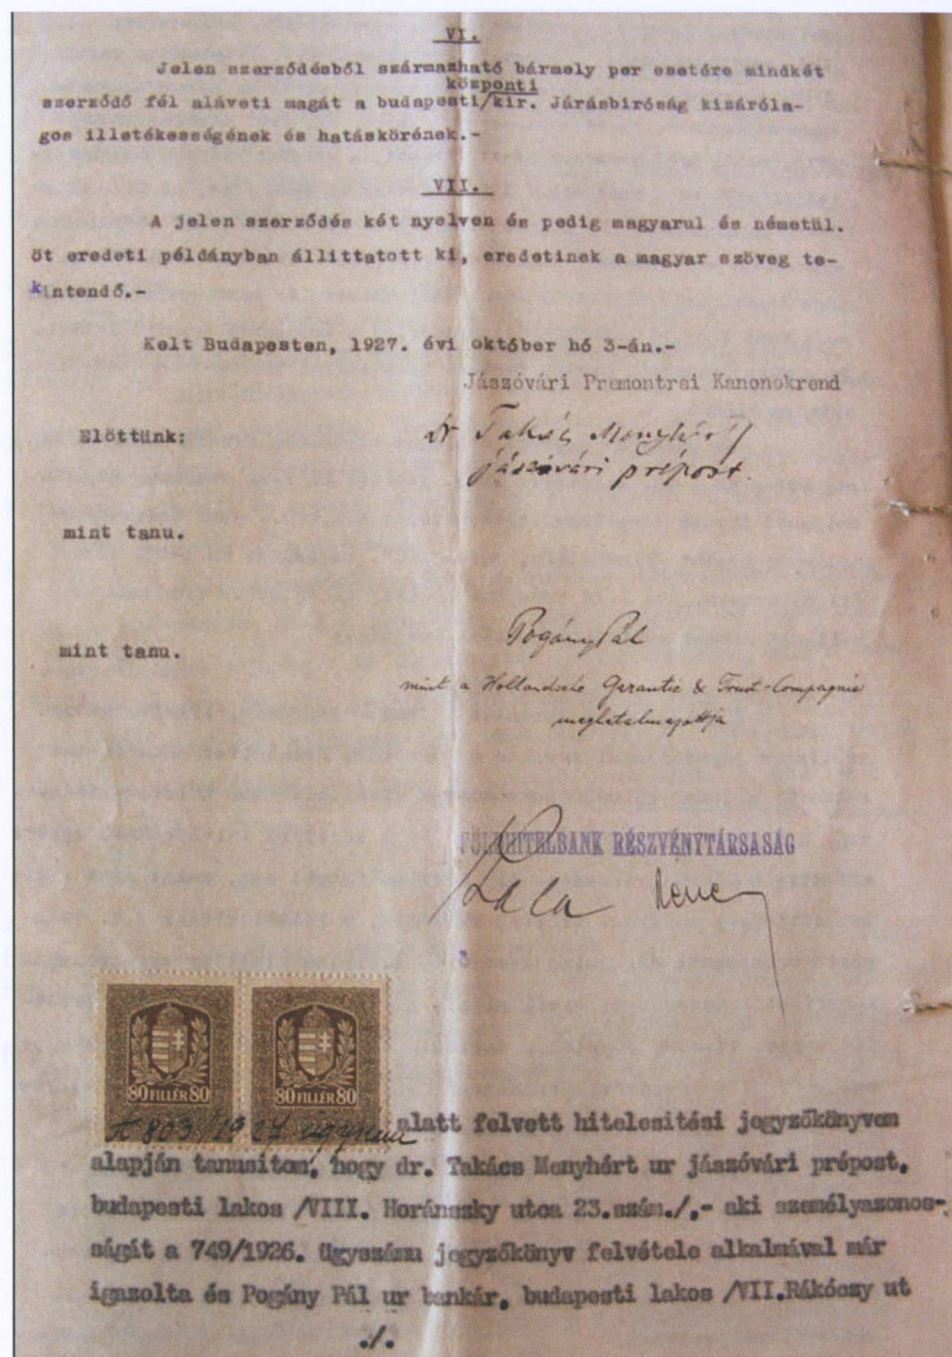 VI.
Jelen szerződésből származható bármely per esetére mindkét
központi
szerződő fél aláveti magát a budapesti/kir. Járásbiróság kizáróla-
gos illetékességének és hatáskörének.-
VII.
A jelen szerződés két nyelven és pedig magyarul és németül.
öt eredeti példányban állittatott ki, eredetinek a magyar szöveg te-
kintendő.-
Kelt Budapesten, 1927. évi október hó 3-án.-
Jászóvári Premontrei Kanonokrend
Előttünk:
dr Takács Menyhért
jászóvári prépost.
mint tanu.
Pogány Pál
mint tanu.
mint a Hollandsche Garantie & Trust-Compagnie
meghatalmazottja
FÖLDHITELBANK RÉSZVÉNYTÁRSASÁG
80 FILLÉR 80
80 FILLÉR 80
803/1927 ügyszám
alatt felvett hitelesitési jegyzőkönyvem
alapján tanusitom, hogy dr. Takács Menyhért ur jászóvári prépost,
budapesti lakos /VIII. Horánszky utca 23.szám./.- aki személyazonos-
ságát a 749/1926. ügyszámu jegyzőkönyv felvétele alkalmával már
igazolta és Pogány Pál ur bankár, budapesti lakos /VII.Rákóczy ut
./.